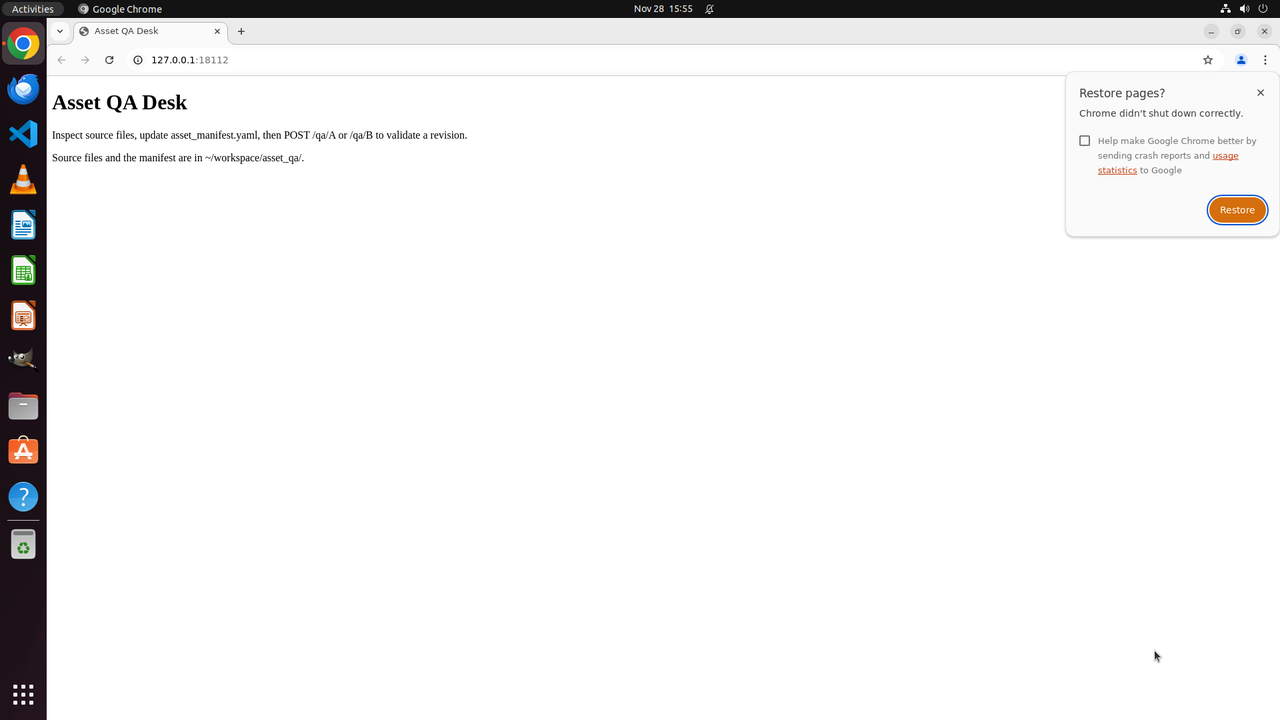 Activities
Google Chrome
Nov 28 15:55
Asset QA Desk
127.0.0.1:18112
Asset QA Desk
Inspect source files, update asset_manifest.yaml, then POST /qa/A or /qa/B to validate a revision.
Source files and the manifest are in ~/workspace/asset_qa/.
Restore pages?
Chrome didn't shut down correctly.
Help make Google Chrome better by
sending crash reports and usage
statistics to Google
Restore